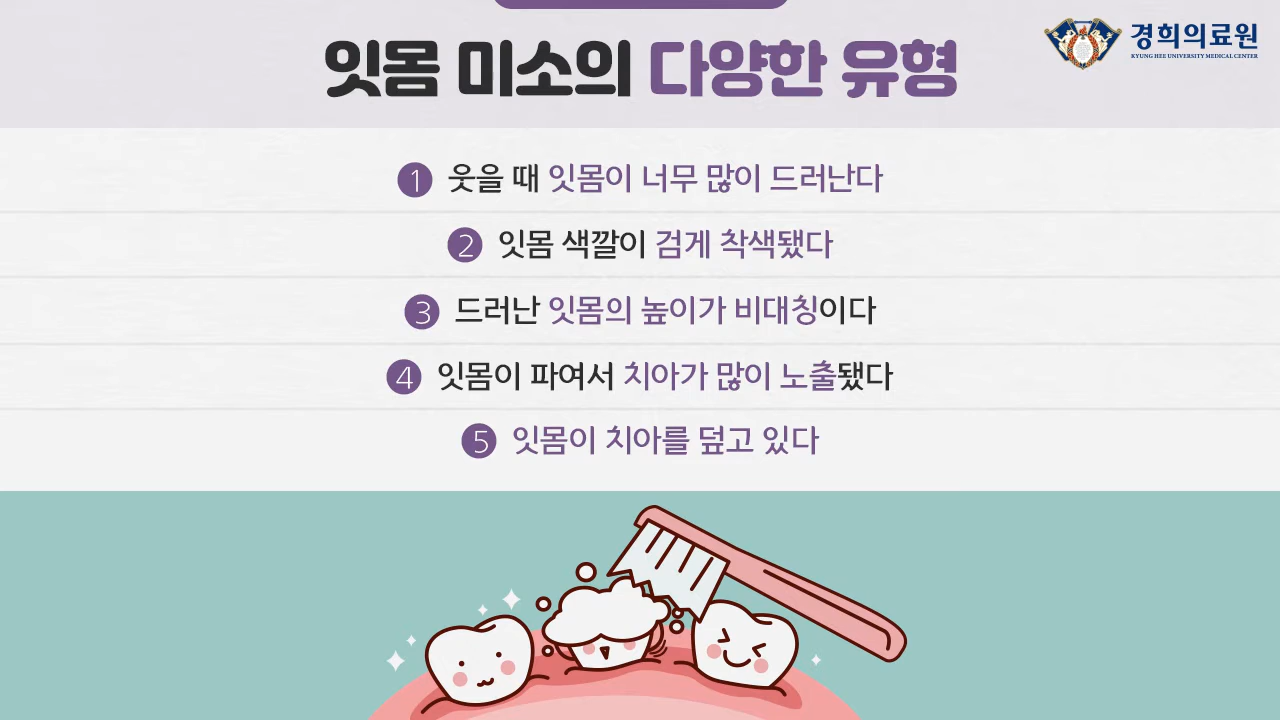 잇몸 미소의 다양한 유형
경희의료원
KYUNG HEE UNIVERSITY MEDICAL CENTER
1 웃을 때 잇몸이 너무 많이 드러난다
2 잇몸 색깔이 검게 착색됐다
3 드러난 잇몸의 높이가 비대칭이다
4 잇몸이 파여서 치아가 많이 노출됐다
5 잇몸이 치아를 덮고 있다